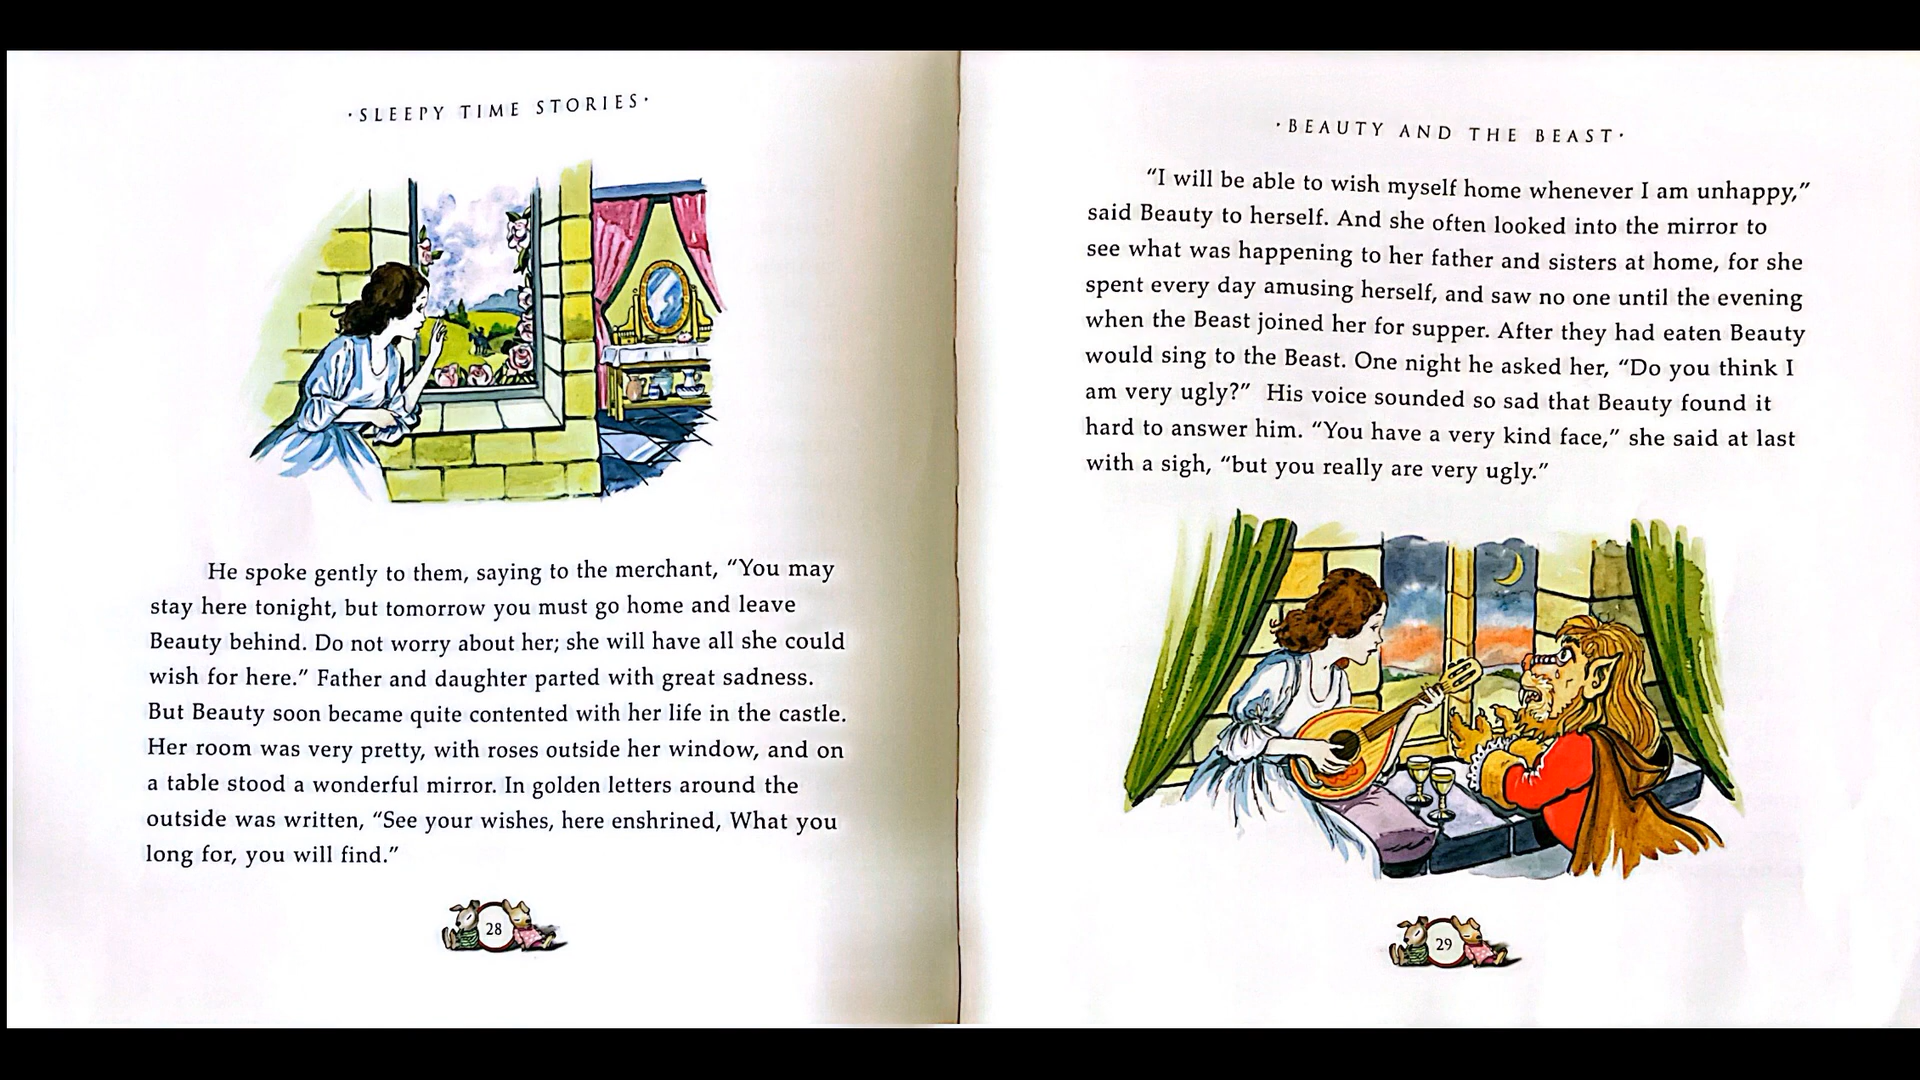 ·SLEEPY TIME STORIES·
He spoke gently to them, saying to the merchant, “You may
stay here tonight, but tomorrow you must go home and leave
Beauty behind. Do not worry about her; she will have all she could
wish for here.” Father and daughter parted with great sadness.
But Beauty soon became quite contented with her life in the castle.
Her room was very pretty, with roses outside her window, and on
a table stood a wonderful mirror. In golden letters around the
outside was written, “See your wishes, here enshrined, What you
long for, you will find.”
28
·BEAUTY AND THE BEAST·
“I will be able to wish myself home whenever I am unhappy,”
said Beauty to herself. And she often looked into the mirror to
see what was happening to her father and sisters at home, for she
spent every day amusing herself, and saw no one until the evening
when the Beast joined her for supper. After they had eaten Beauty
would sing to the Beast. One night he asked her, “Do you think I
am very ugly?” His voice sounded so sad that Beauty found it
hard to answer him. “You have a very kind face,” she said at last
with a sigh, “but you really are very ugly.”
29